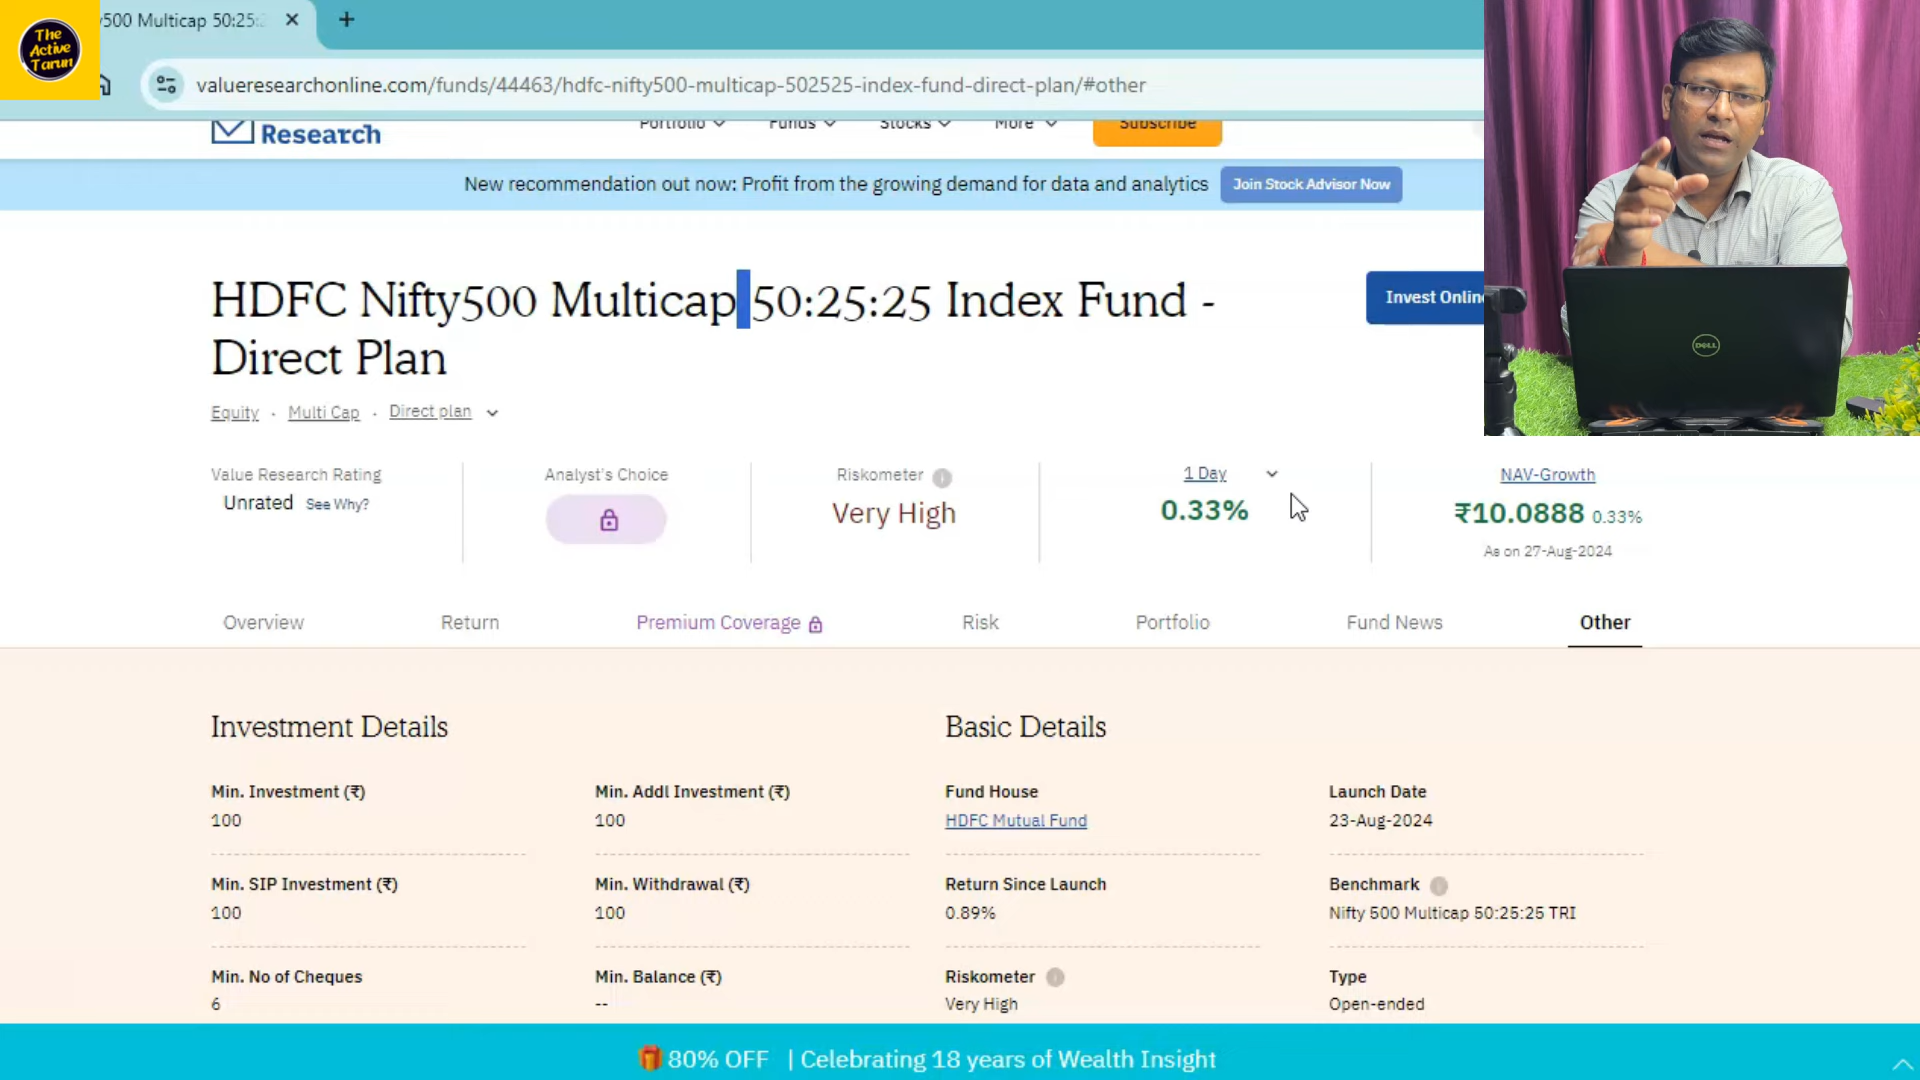 The
Active
Tarun
500 Multicap 50:25:2
valueresearchonline.com/funds/44463/hdfc-nifty500-multicap-502525-index-fund-direct-plan/#other
Research
Portfolio
Funds
Stocks
More
Subscribe
New recommendation out now: Profit from the growing demand for data and analytics
Join Stock Advisor Now
HDFC Nifty500 Multicap 50:25:25 Index Fund -
Direct Plan
Invest Online
Equity · Multi Cap · Direct plan
Value Research Rating
Unrated See Why?
Analyst's Choice
Riskometer
Very High
1 Day
0.33%
NAV-Growth
₹10.0888 0.33%
As on 27-Aug-2024
Overview
Return
Premium Coverage
Risk
Portfolio
Fund News
Other
Investment Details
Basic Details
Min. Investment (₹)
100
Min. Addl Investment (₹)
100
Fund House
HDFC Mutual Fund
Launch Date
23-Aug-2024
Min. SIP Investment (₹)
100
Min. Withdrawal (₹)
100
Return Since Launch
0.89%
Benchmark
Nifty 500 Multicap 50:25:25 TRI
Min. No of Cheques
6
Min. Balance (₹)
--
Riskometer
Very High
Type
Open-ended
80% OFF | Celebrating 18 years of Wealth Insight
DELL